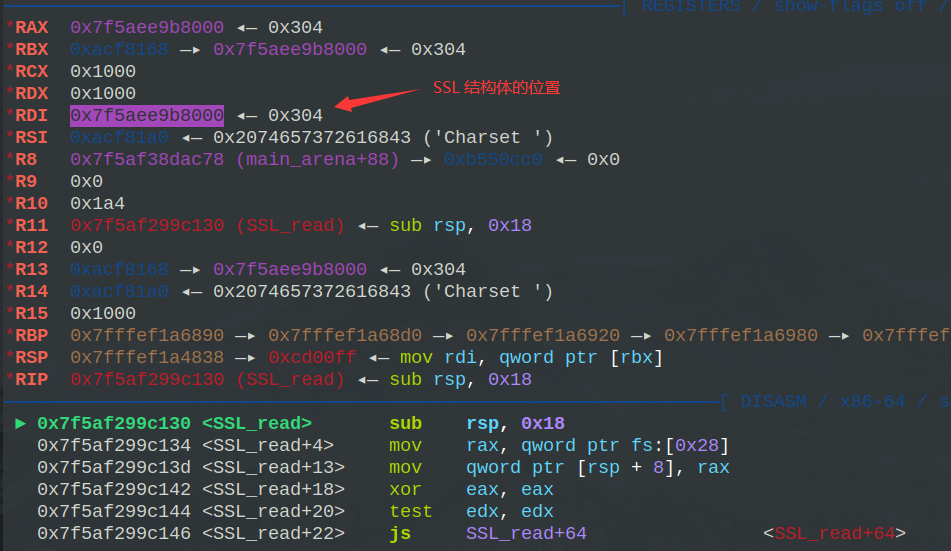 [ REGISTERS / show-flags off /
*RAX 0x7f5aee9b8000 ◂— 0x304
*RBX 0xacf8168 —▸ 0x7f5aee9b8000 ◂— 0x304
*RCX 0x1000
*RDX 0x1000
*RDI 0x7f5aee9b8000 ◂— 0x304
SSL 结构体的位置
*RSI 0xacf81a0 ◂— 0x2074657372616843 ('Charset ')
*R8 0x7f5af38dac78 (main_arena+88) —▸ 0xb550cc0 ◂— 0x0
*R9 0x0
*R10 0x1a4
*R11 0x7f5af299c130 (SSL_read) ◂— sub rsp, 0x18
*R12 0x0
*R13 0xacf8168 —▸ 0x7f5aee9b8000 ◂— 0x304
*R14 0xacf81a0 ◂— 0x2074657372616843 ('Charset ')
*R15 0x1000
*RBP 0x7fffef1a6890 —▸ 0x7fffef1a68d0 —▸ 0x7fffef1a6920 —▸ 0x7fffef1a6980 —▸ 0x7fffef
*RSP 0x7fffef1a4838 —▸ 0xcd00ff ◂— mov rdi, qword ptr [rbx]
*RIP 0x7f5af299c130 (SSL_read) ◂— sub rsp, 0x18
[ DISASM / x86-64 / s
► 0x7f5af299c130 <SSL_read> sub rsp, 0x18
0x7f5af299c134 <SSL_read+4> mov rax, qword ptr fs:[0x28]
0x7f5af299c13d <SSL_read+13> mov qword ptr [rsp + 8], rax
0x7f5af299c142 <SSL_read+18> xor eax, eax
0x7f5af299c144 <SSL_read+20> test edx, edx
0x7f5af299c146 <SSL_read+22> js SSL_read+64 <SSL_read+64>